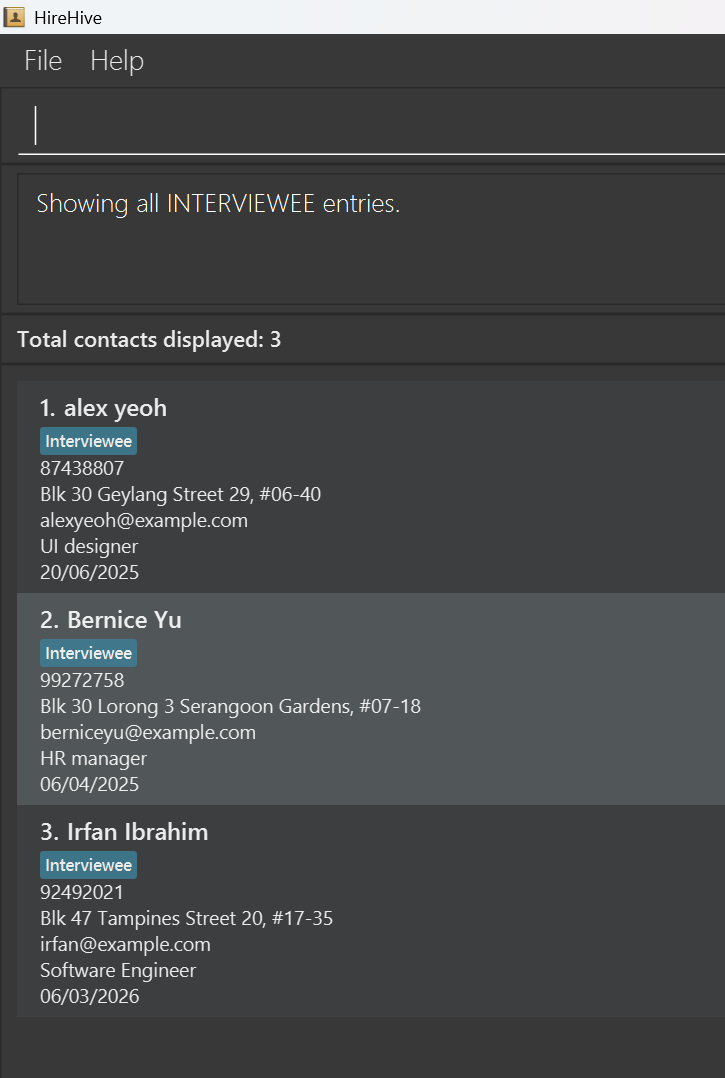 HireHive
File Help
Showing all INTERVIEWEE entries.
Total contacts displayed: 3
1. alex yeoh
Interviewee
87438807
Blk 30 Geylang Street 29, #06-40
alexyeoh@example.com
UI designer
20/06/2025
2. Bernice Yu
Interviewee
99272758
Blk 30 Lorong 3 Serangoon Gardens, #07-18
berniceyu@example.com
HR manager
06/04/2025
3. Irfan Ibrahim
Interviewee
92492021
Blk 47 Tampines Street 20, #17-35
irfan@example.com
Software Engineer
06/03/2026